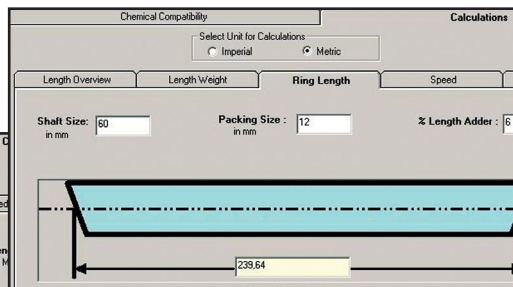 Chemical Compatibility Calculations
Select Unit for Calculations
Imperial Metric
Length Overview Length Weight Ring Length Speed
Shaft Size: 60 Packing Size : 12 % Length Adder : 6
in mm in mm
239,64